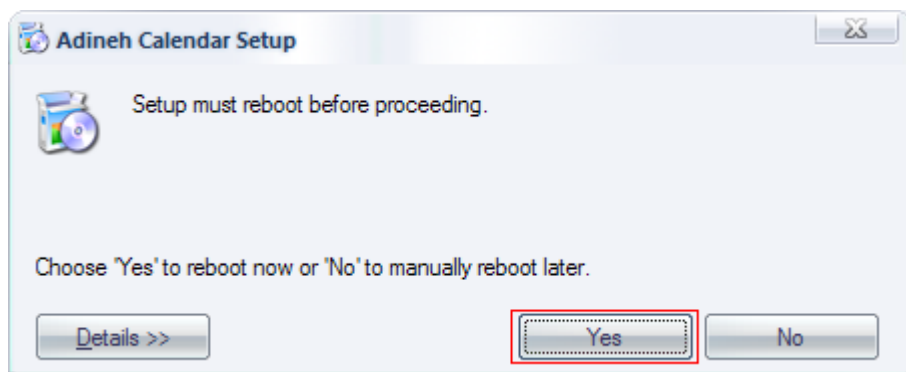 Adineh Calendar Setup
Setup must reboot before proceeding.
Choose 'Yes' to reboot now or 'No' to manually reboot later.
Details >>
Yes
No